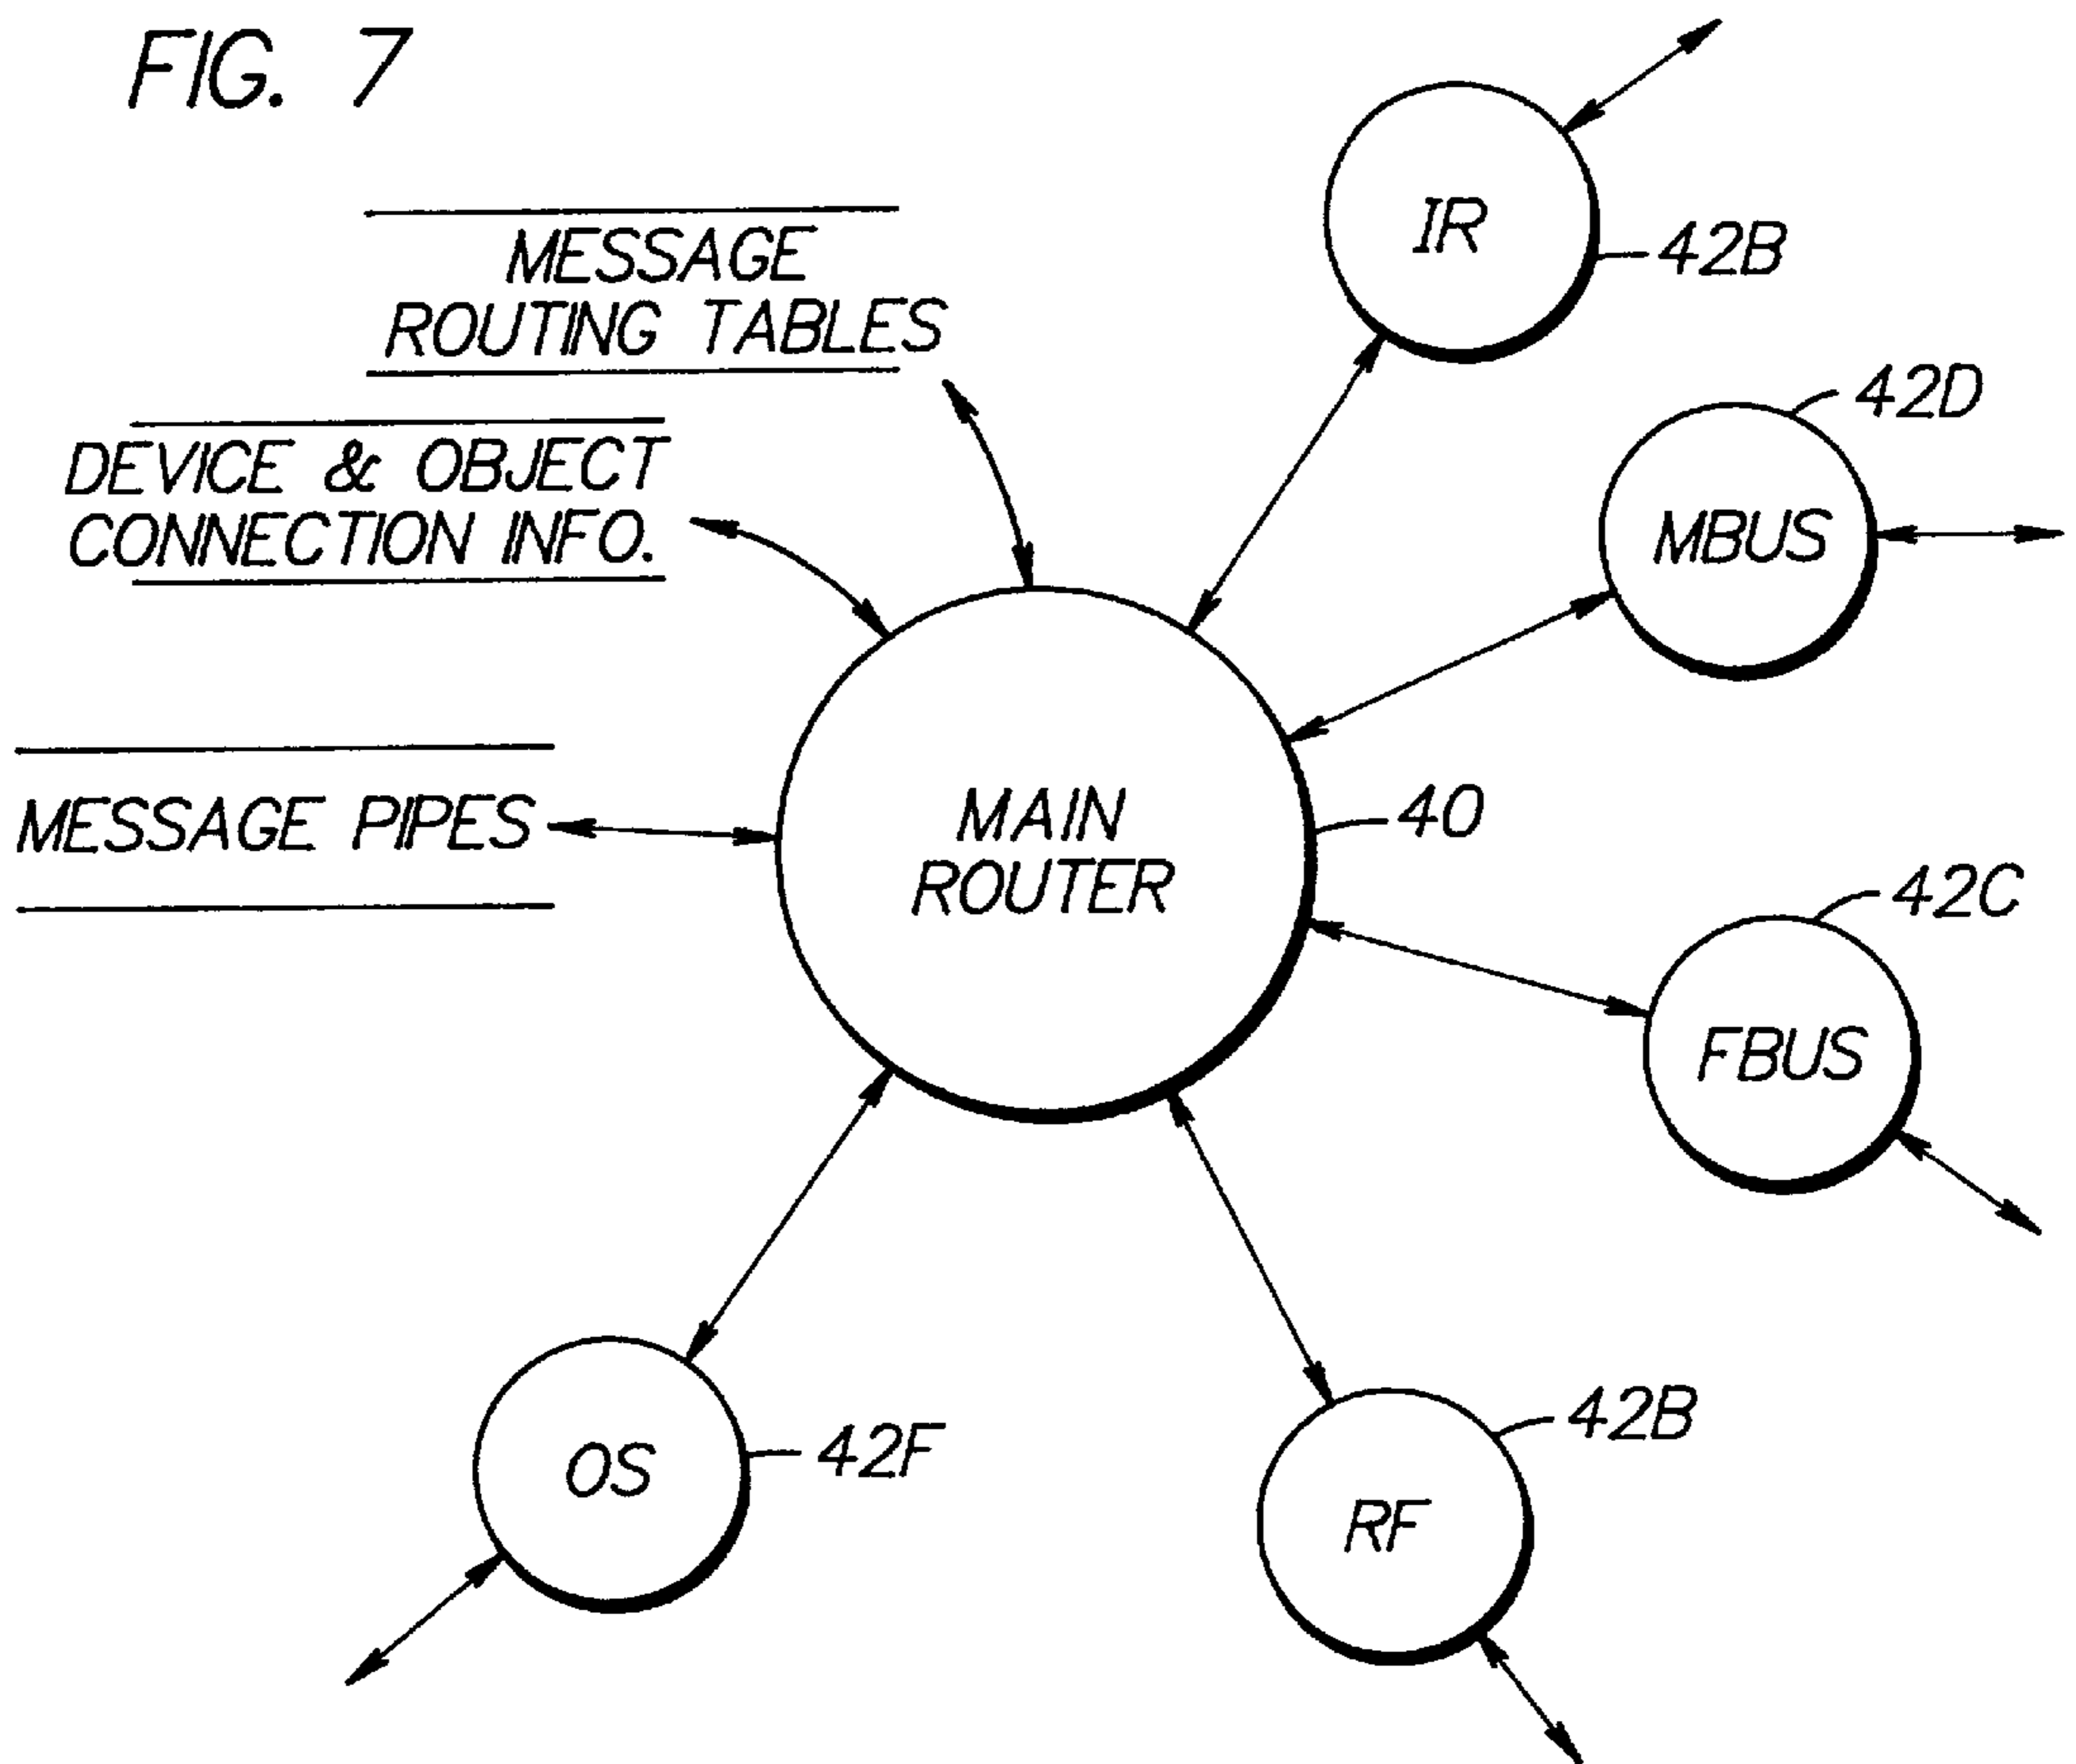 FIG. 7
IR
42B
MESSAGE
ROUTING TABLES
42D
DEVICE & OBJECT
CONNECTION INFO.
MBUS
MESSAGE PIPES
MAIN
ROUTER
40
42C
FBUS
OS
42F
42B
RF